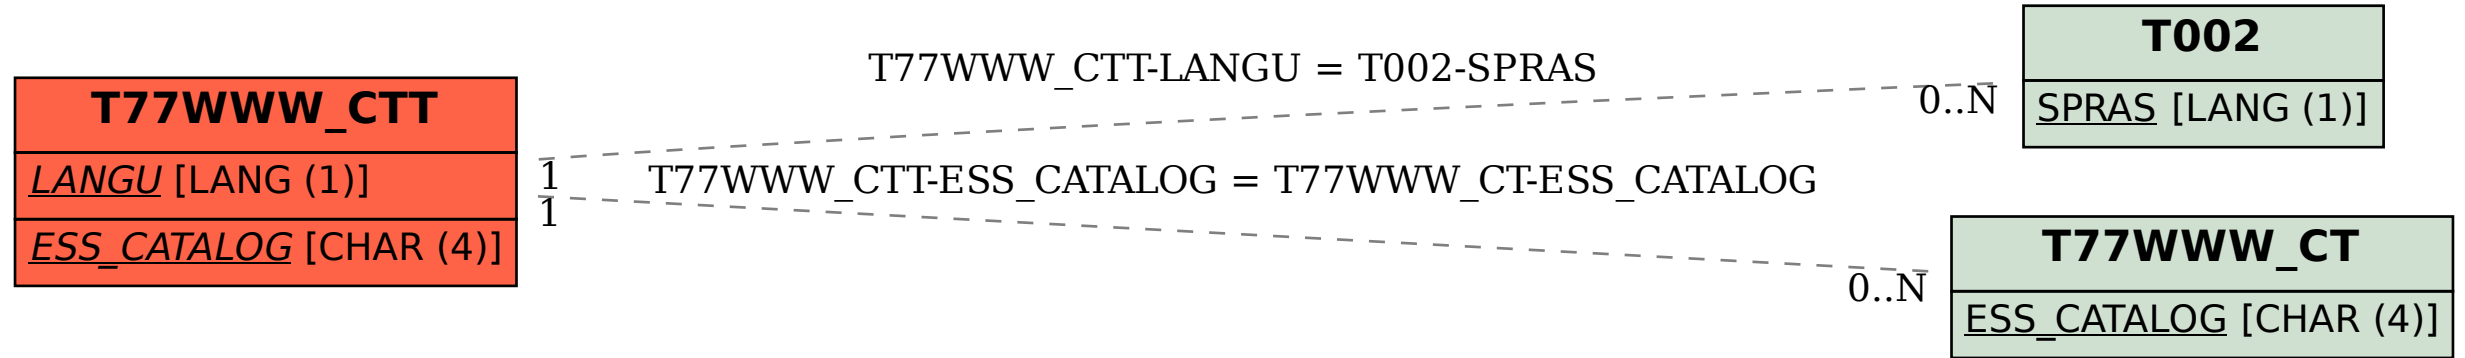 T77WWW_CTT
LANGU [LANG (1)]
ESS_CATALOG [CHAR (4)]
T77WWW_CTT-LANGU = T002-SPRAS
1
0..N
T77WWW_CTT-ESS_CATALOG = T77WWW_CT-ESS_CATALOG
1
0..N
T002
SPRAS [LANG (1)]
T77WWW_CT
ESS_CATALOG [CHAR (4)]